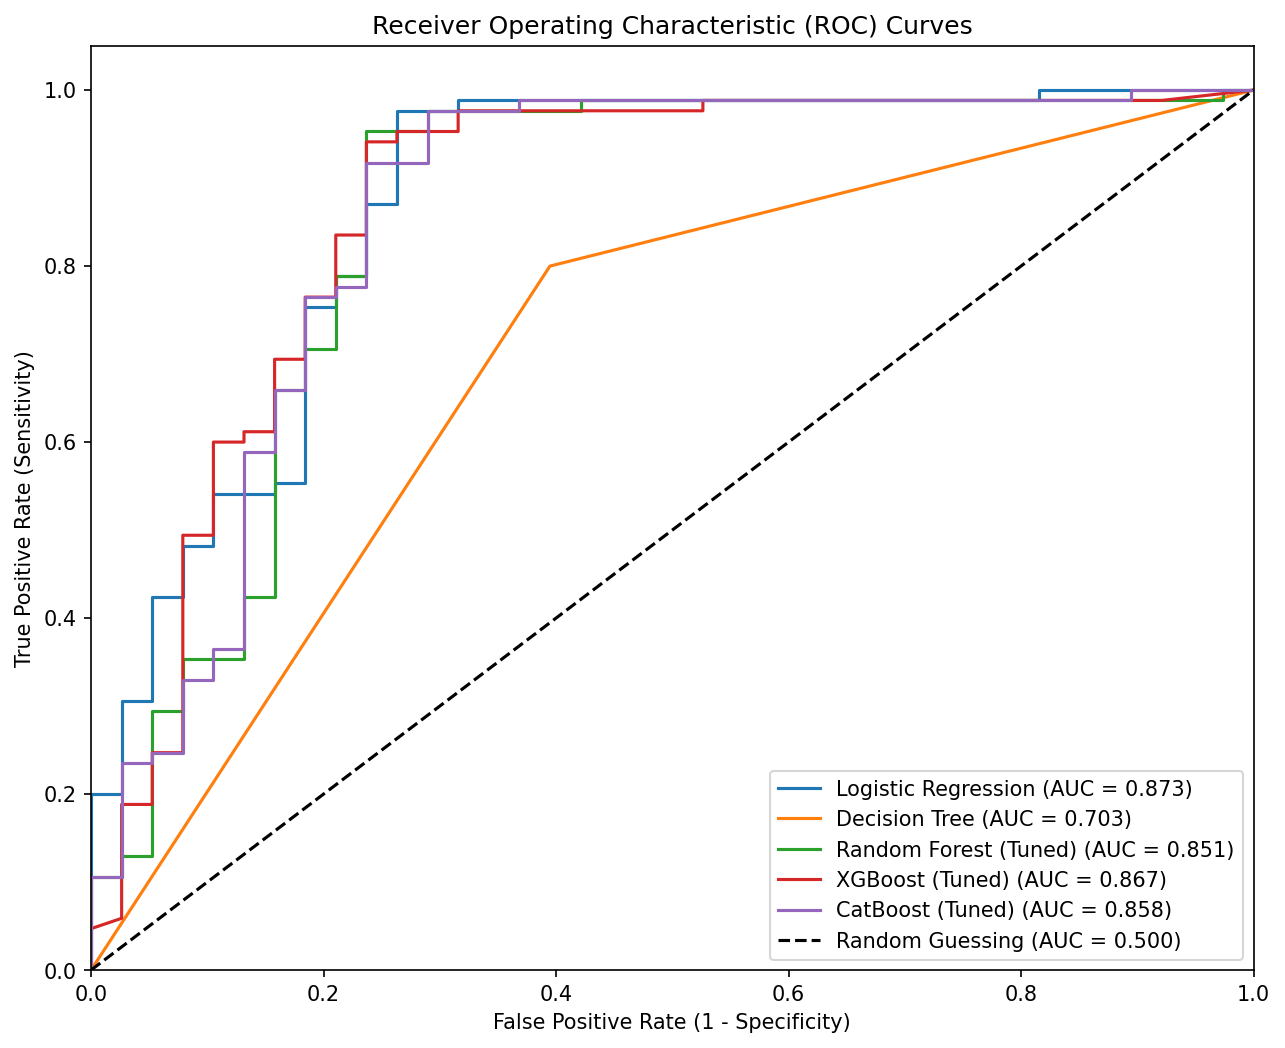 Receiver Operating Characteristic (ROC) Curves
1.0
0.8
0.6
0.4
0.2
0.0
True Positive Rate (Sensitivity)
Logistic Regression (AUC = 0.873)
Decision Tree (AUC = 0.703)
Random Forest (Tuned) (AUC = 0.851)
XGBoost (Tuned) (AUC = 0.867)
CatBoost (Tuned) (AUC = 0.858)
Random Guessing (AUC = 0.500)
0.0 0.2 0.4 0.6 0.8 1.0
False Positive Rate (1 - Specificity)